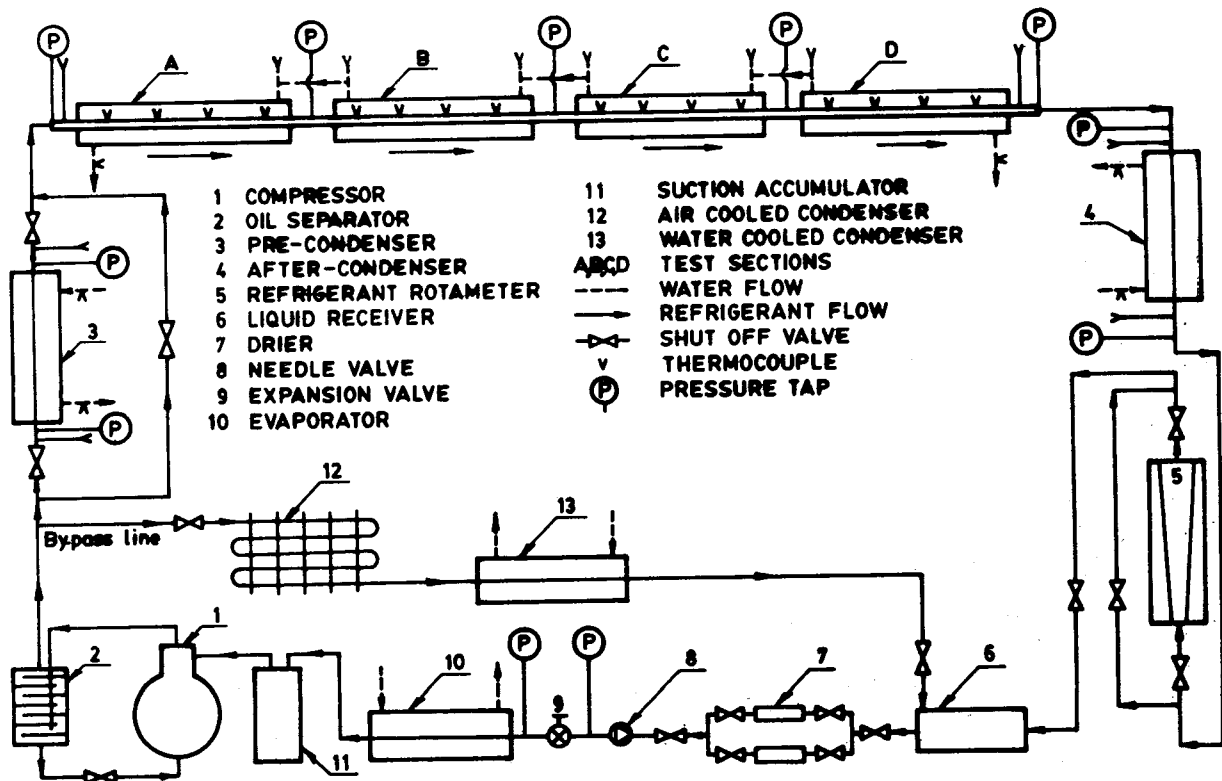 P
P
P
P
P
A
B
C
D
P
4
P
1 COMPRESSOR
2 OIL SEPARATOR
3 PRE-CONDENSER
4 AFTER-CONDENSER
5 REFRIGERANT ROTAMETER
6 LIQUID RECEIVER
7 DRIER
8 NEEDLE VALVE
9 EXPANSION VALVE
10 EVAPORATOR
11 SUCTION ACCUMULATOR
12 AIR COOLED CONDENSER
13 WATER COOLED CONDENSER
ABCD TEST SECTIONS
WATER FLOW
REFRIGERANT FLOW
SHUT OFF VALVE
v THERMOCOUPLE
P PRESSURE TAP
P
3
P
5
12
13
By-pass line
1
2
P
P
10
9
8
7
6
11